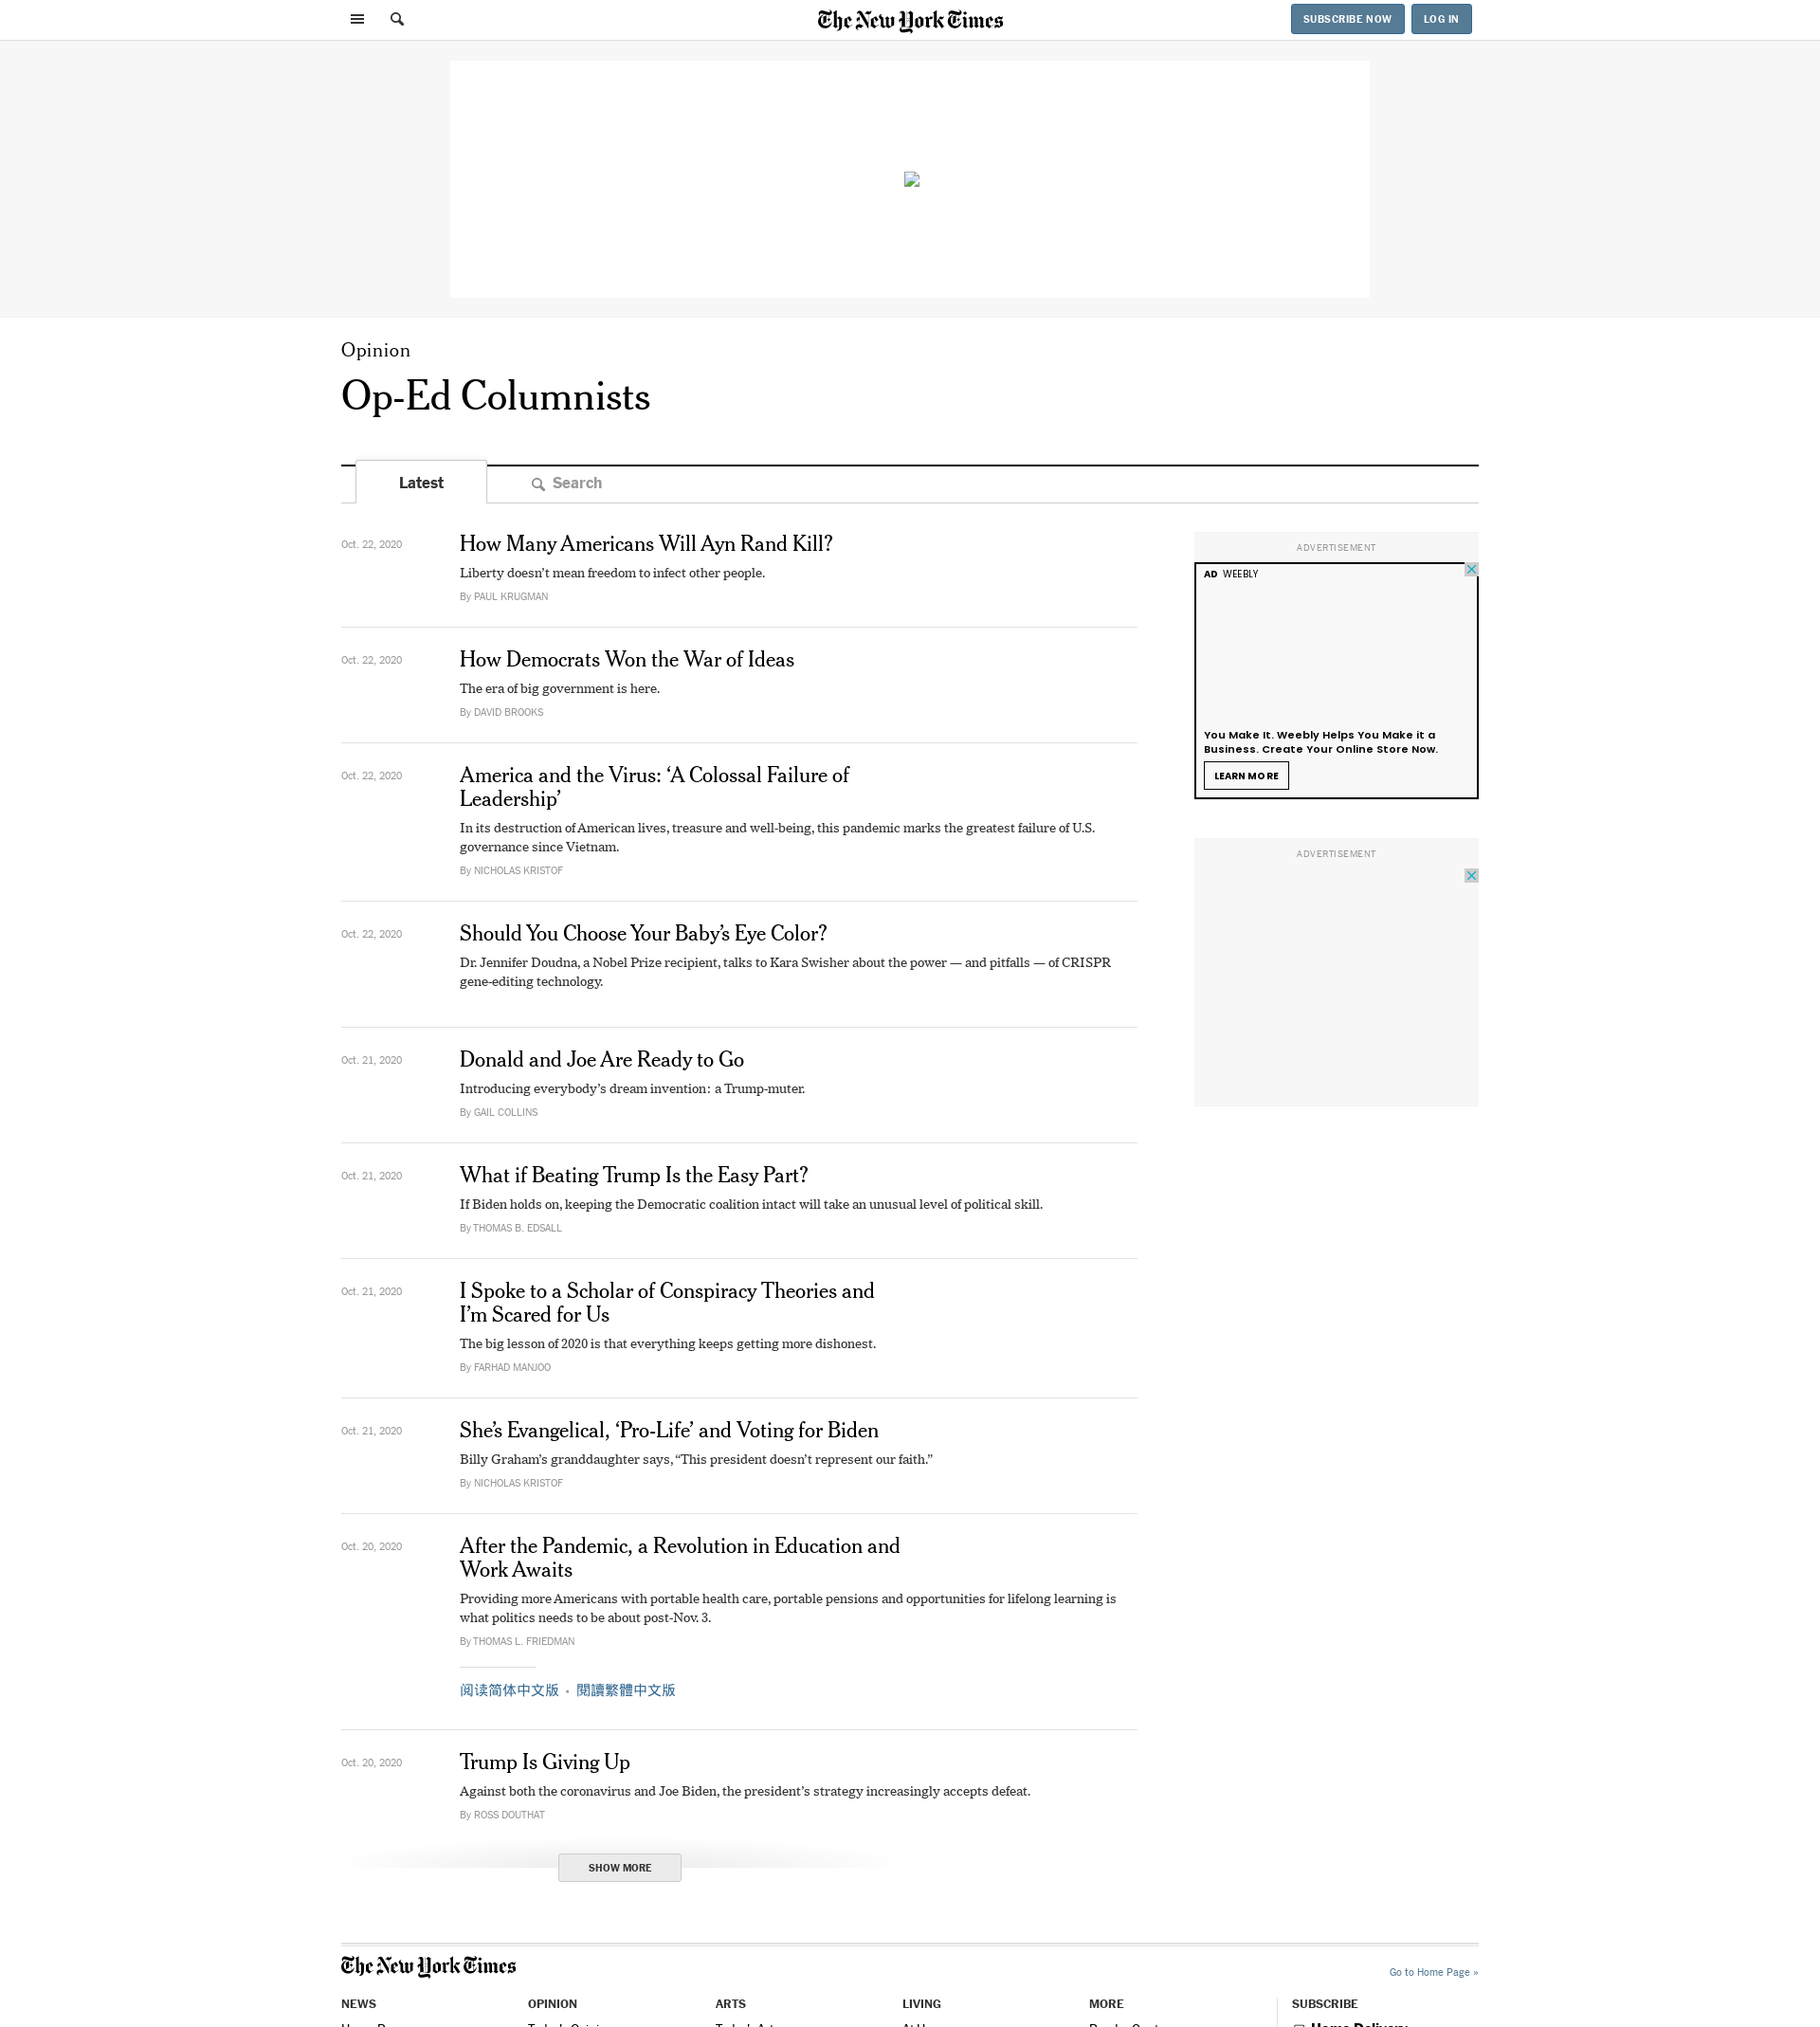 The New York Times
SUBSCRIBE NOW
LOG IN
Opinion
Op-Ed Columnists
Latest
Search
Oct. 22, 2020
How Many Americans Will Ayn Rand Kill?
Liberty doesn’t mean freedom to infect other people.
By PAUL KRUGMAN
Oct. 22, 2020
How Democrats Won the War of Ideas
The era of big government is here.
By DAVID BROOKS
Oct. 22, 2020
America and the Virus: ‘A Colossal Failure of
Leadership’
In its destruction of American lives, treasure and well-being, this pandemic marks the greatest failure of U.S.
governance since Vietnam.
By NICHOLAS KRISTOF
Oct. 22, 2020
Should You Choose Your Baby’s Eye Color?
Dr. Jennifer Doudna, a Nobel Prize recipient, talks to Kara Swisher about the power — and pitfalls — of CRISPR
gene-editing technology.
Oct. 21, 2020
Donald and Joe Are Ready to Go
Introducing everybody’s dream invention: a Trump-muter.
By GAIL COLLINS
Oct. 21, 2020
What if Beating Trump Is the Easy Part?
If Biden holds on, keeping the Democratic coalition intact will take an unusual level of political skill.
By THOMAS B. EDSALL
Oct. 21, 2020
I Spoke to a Scholar of Conspiracy Theories and
I’m Scared for Us
The big lesson of 2020 is that everything keeps getting more dishonest.
By FARHAD MANJOO
Oct. 21, 2020
She’s Evangelical, ‘Pro-Life’ and Voting for Biden
Billy Graham’s granddaughter says, “This president doesn’t represent our faith.”
By NICHOLAS KRISTOF
Oct. 20, 2020
After the Pandemic, a Revolution in Education and
Work Awaits
Providing more Americans with portable health care, portable pensions and opportunities for lifelong learning is
what politics needs to be about post-Nov. 3.
By THOMAS L. FRIEDMAN
阅读简体中文版 • 閱讀繁體中文版
Oct. 20, 2020
Trump Is Giving Up
Against both the coronavirus and Joe Biden, the president’s strategy increasingly accepts defeat.
By ROSS DOUTHAT
SHOW MORE
ADVERTISEMENT
AD WEEBLY
You Make It. Weebly Helps You Make it a
Business. Create Your Online Store Now.
LEARN MORE
ADVERTISEMENT
The New York Times
Go to Home Page »
NEWS
OPINION
ARTS
LIVING
MORE
SUBSCRIBE